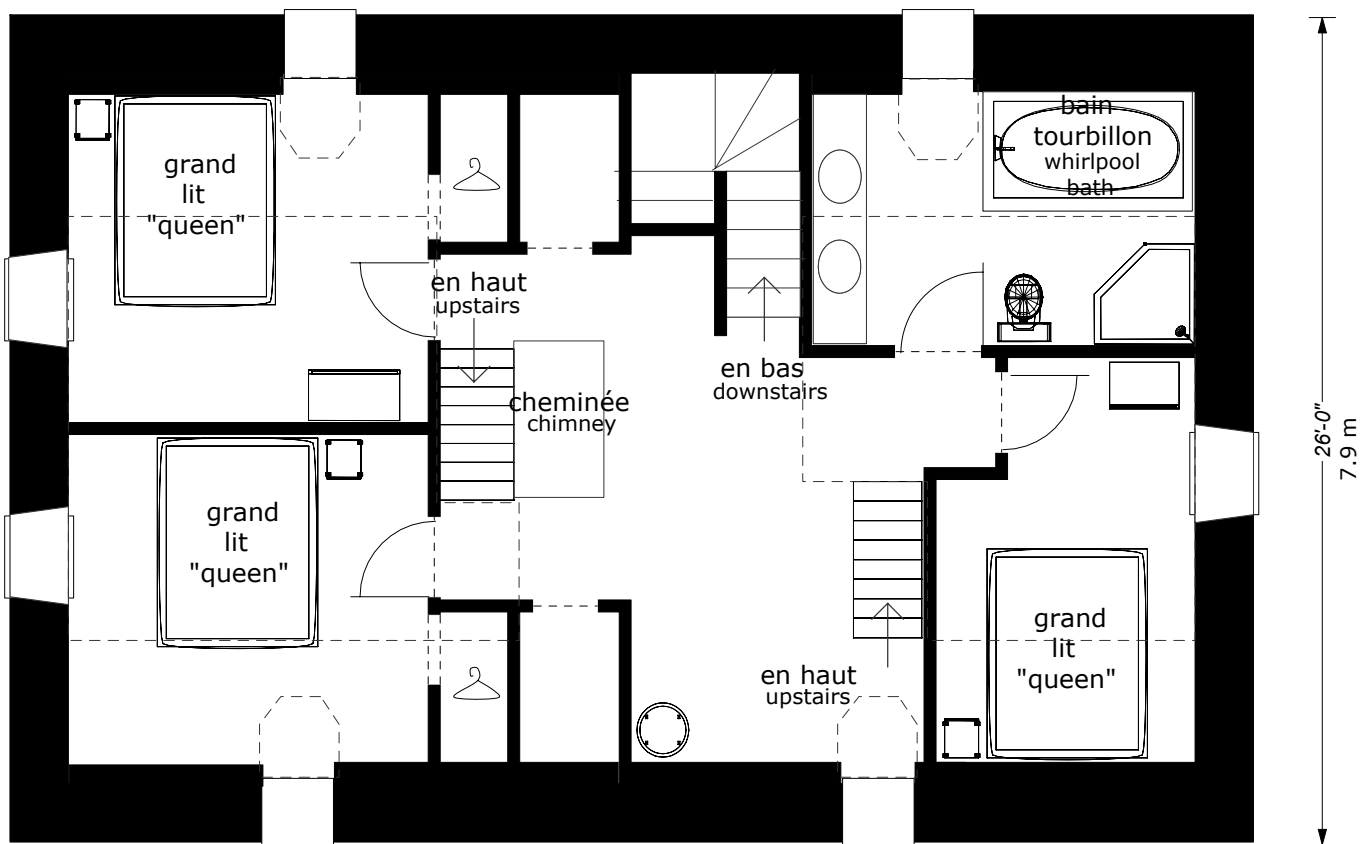 bain
tourbillon
whirlpool
bath
grand
lit
"queen"
en haut
upstairs
en bas
downstairs
cheminée
chimney
26'-0"
7.9 m
grand
lit
"queen"
grand
lit
"queen"
en haut
upstairs